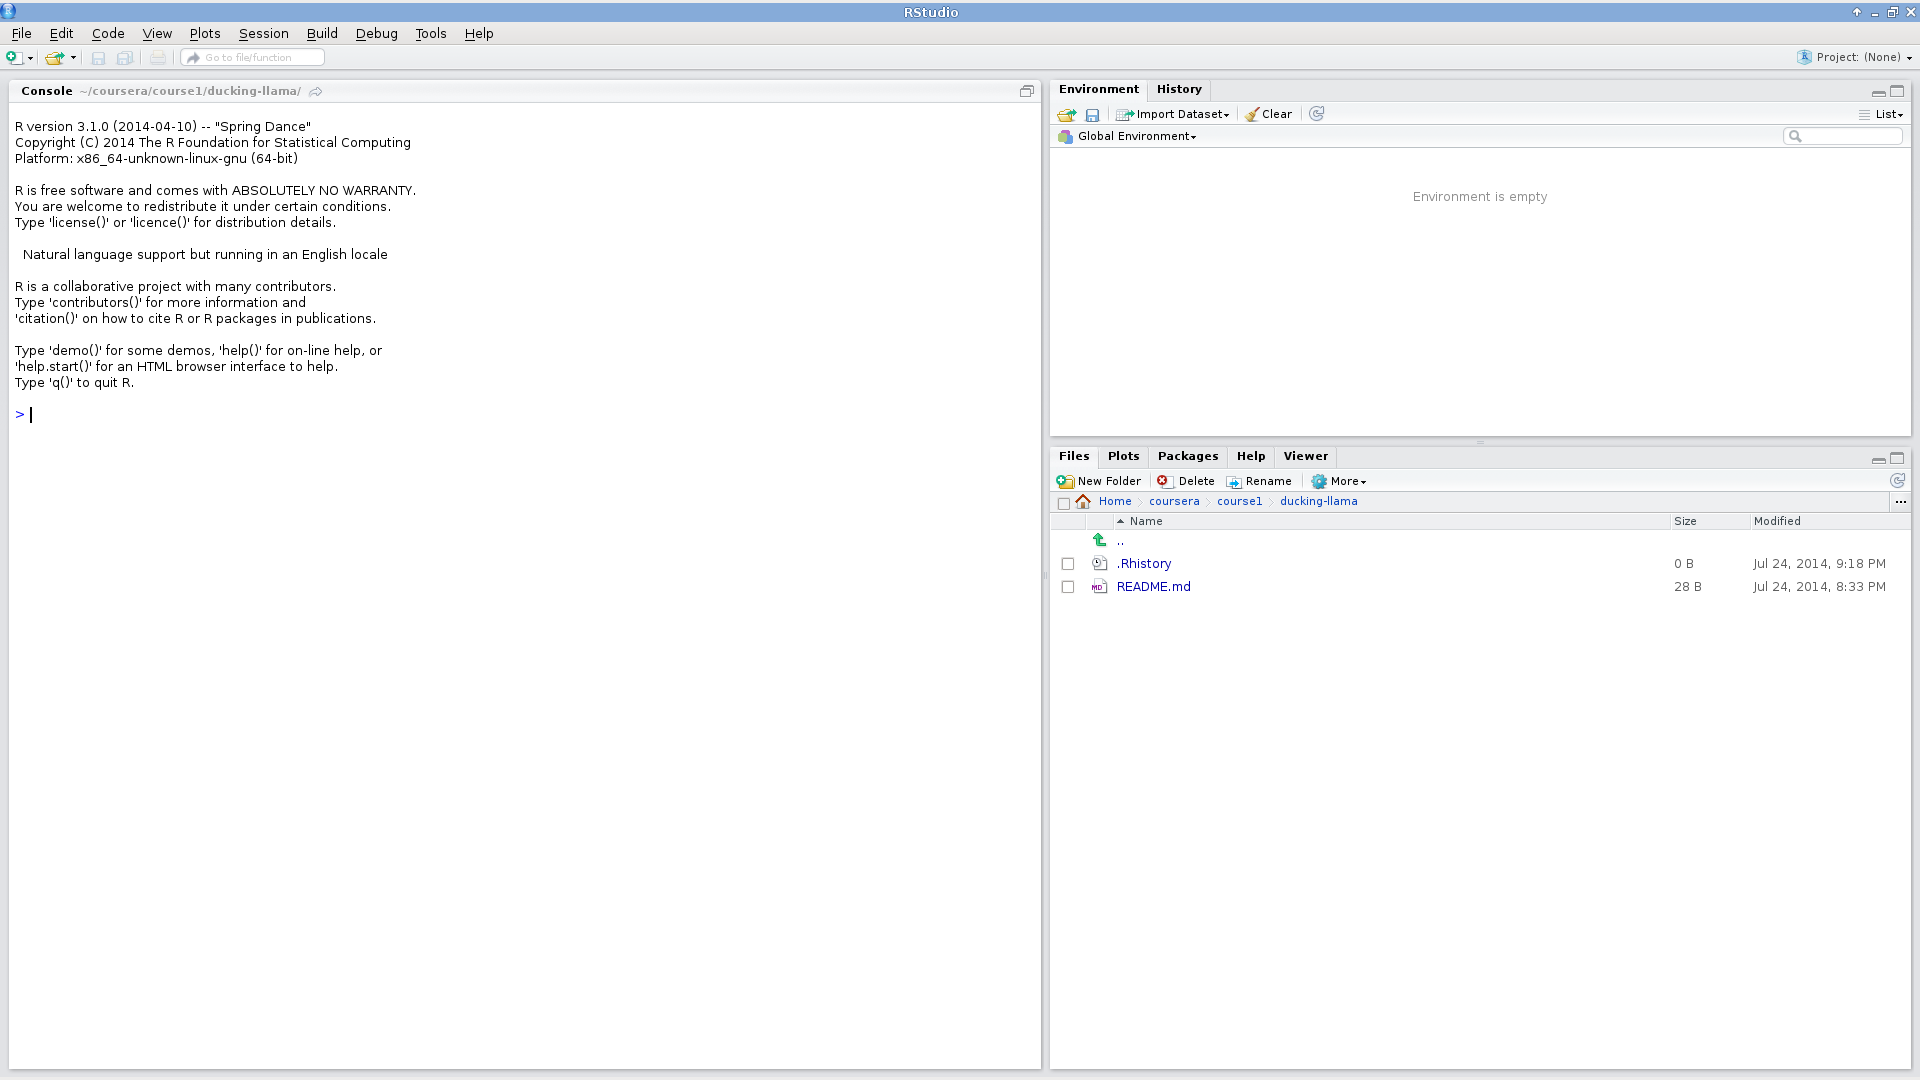 RStudio
File Edit Code View Plots Session Build Debug Tools Help
Go to file/function
Project: (None)
Console ~/coursera/course1/ducking-llama/
R version 3.1.0 (2014-04-10) -- "Spring Dance"
Copyright (C) 2014 The R Foundation for Statistical Computing
Platform: x86_64-unknown-linux-gnu (64-bit)
R is free software and comes with ABSOLUTELY NO WARRANTY.
You are welcome to redistribute it under certain conditions.
Type 'license()' or 'licence()' for distribution details.
Natural language support but running in an English locale
R is a collaborative project with many contributors.
Type 'contributors()' for more information and
'citation()' on how to cite R or R packages in publications.
Type 'demo()' for some demos, 'help()' for on-line help, or
'help.start()' for an HTML browser interface to help.
Type 'q()' to quit R.
>
Environment History
Import Dataset Clear List
Global Environment
Environment is empty
Files Plots Packages Help Viewer
New Folder Delete Rename More
Home coursera course1 ducking-llama ...
Name Size Modified
..
.Rhistory 0 B Jul 24, 2014, 9:18 PM
README.md 28 B Jul 24, 2014, 8:33 PM